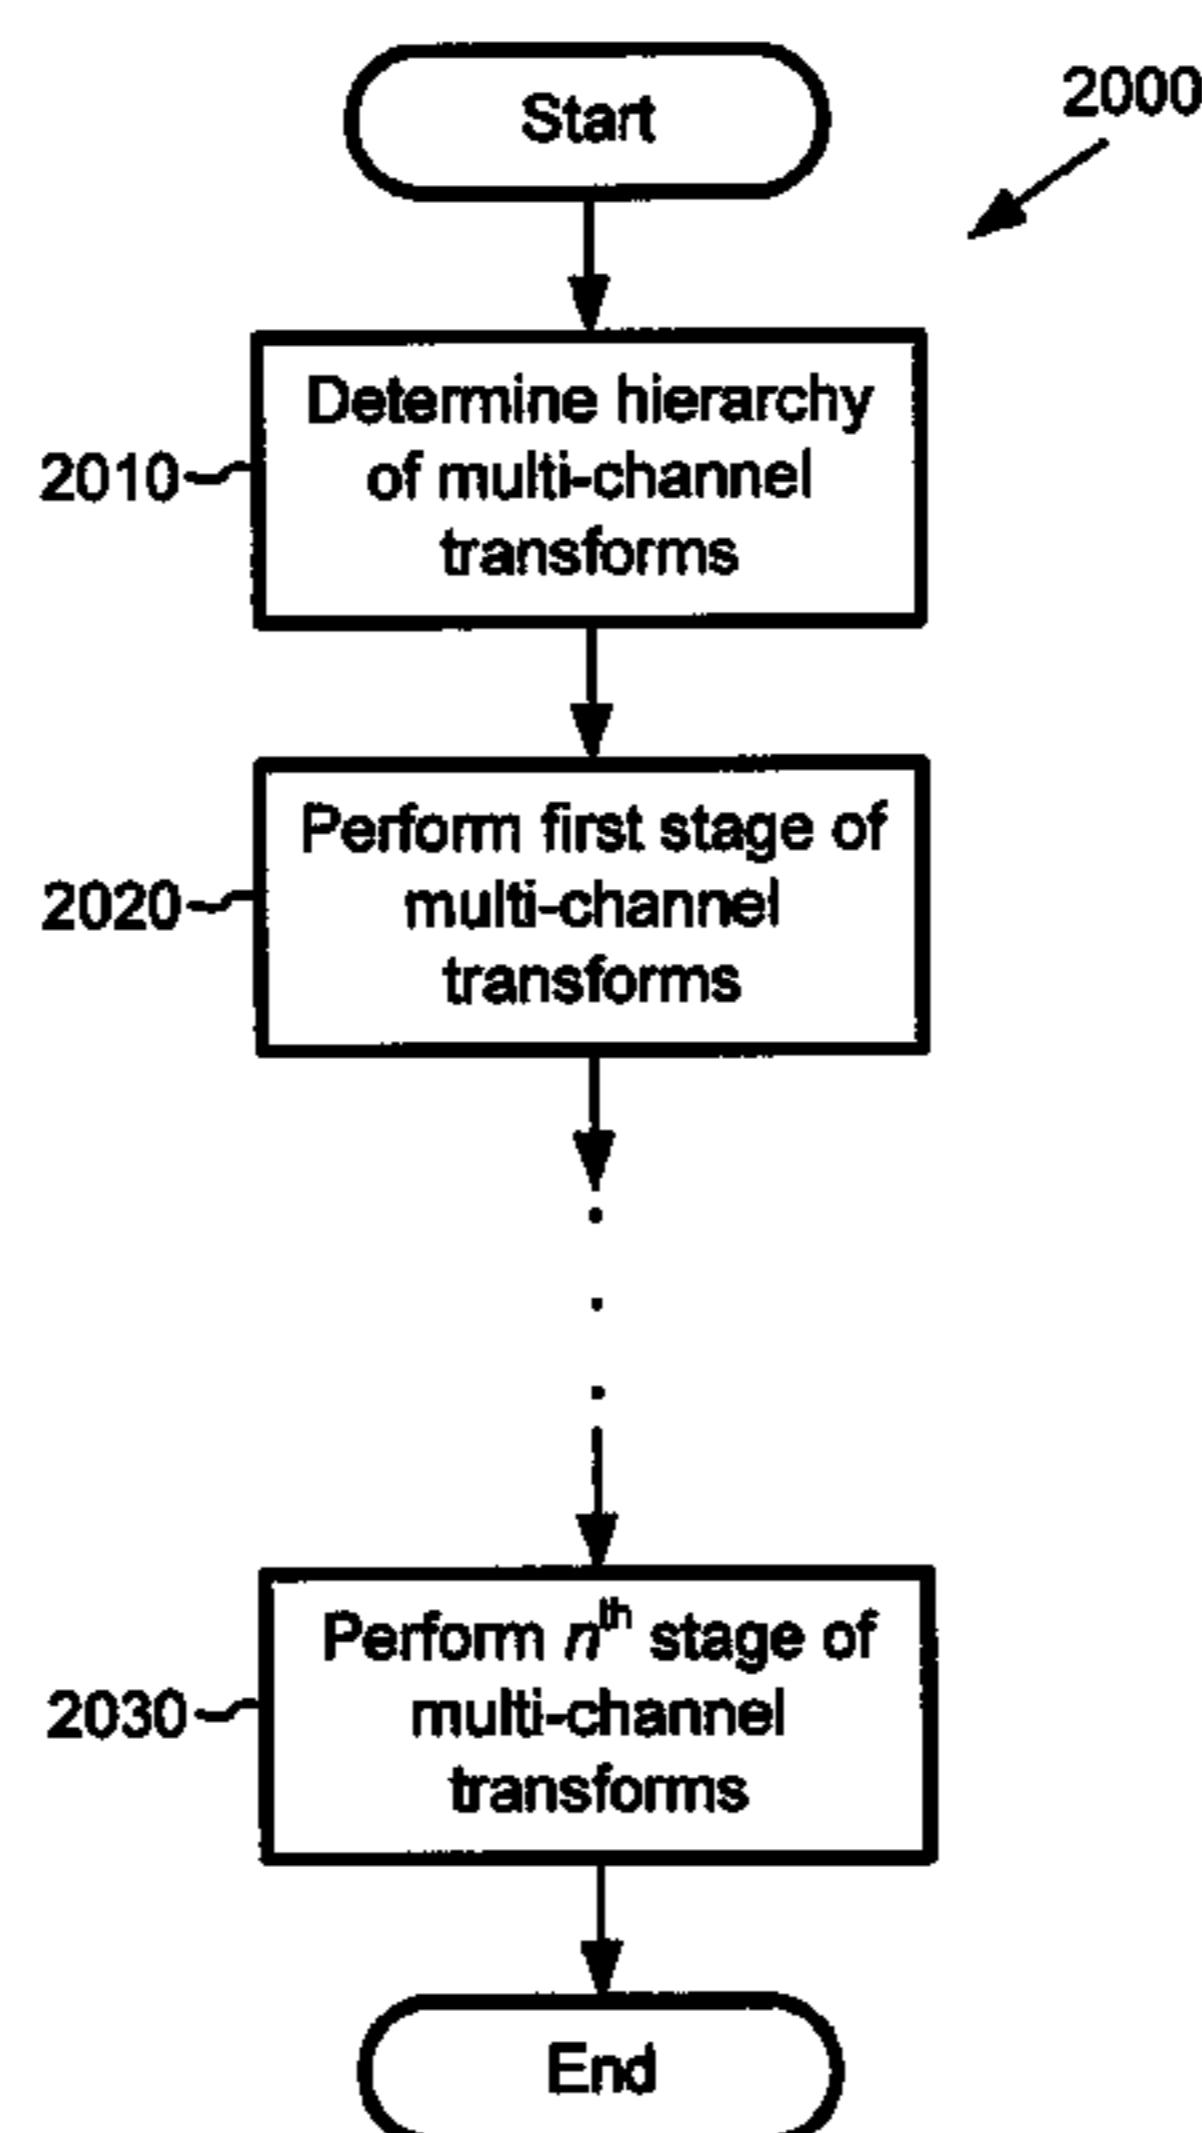 Start
2000
Determine hierarchy
of multi-channel
transforms
2010
Perform first stage of
multi-channel
transforms
2020
Perform nth stage of
multi-channel
transforms
2030
End